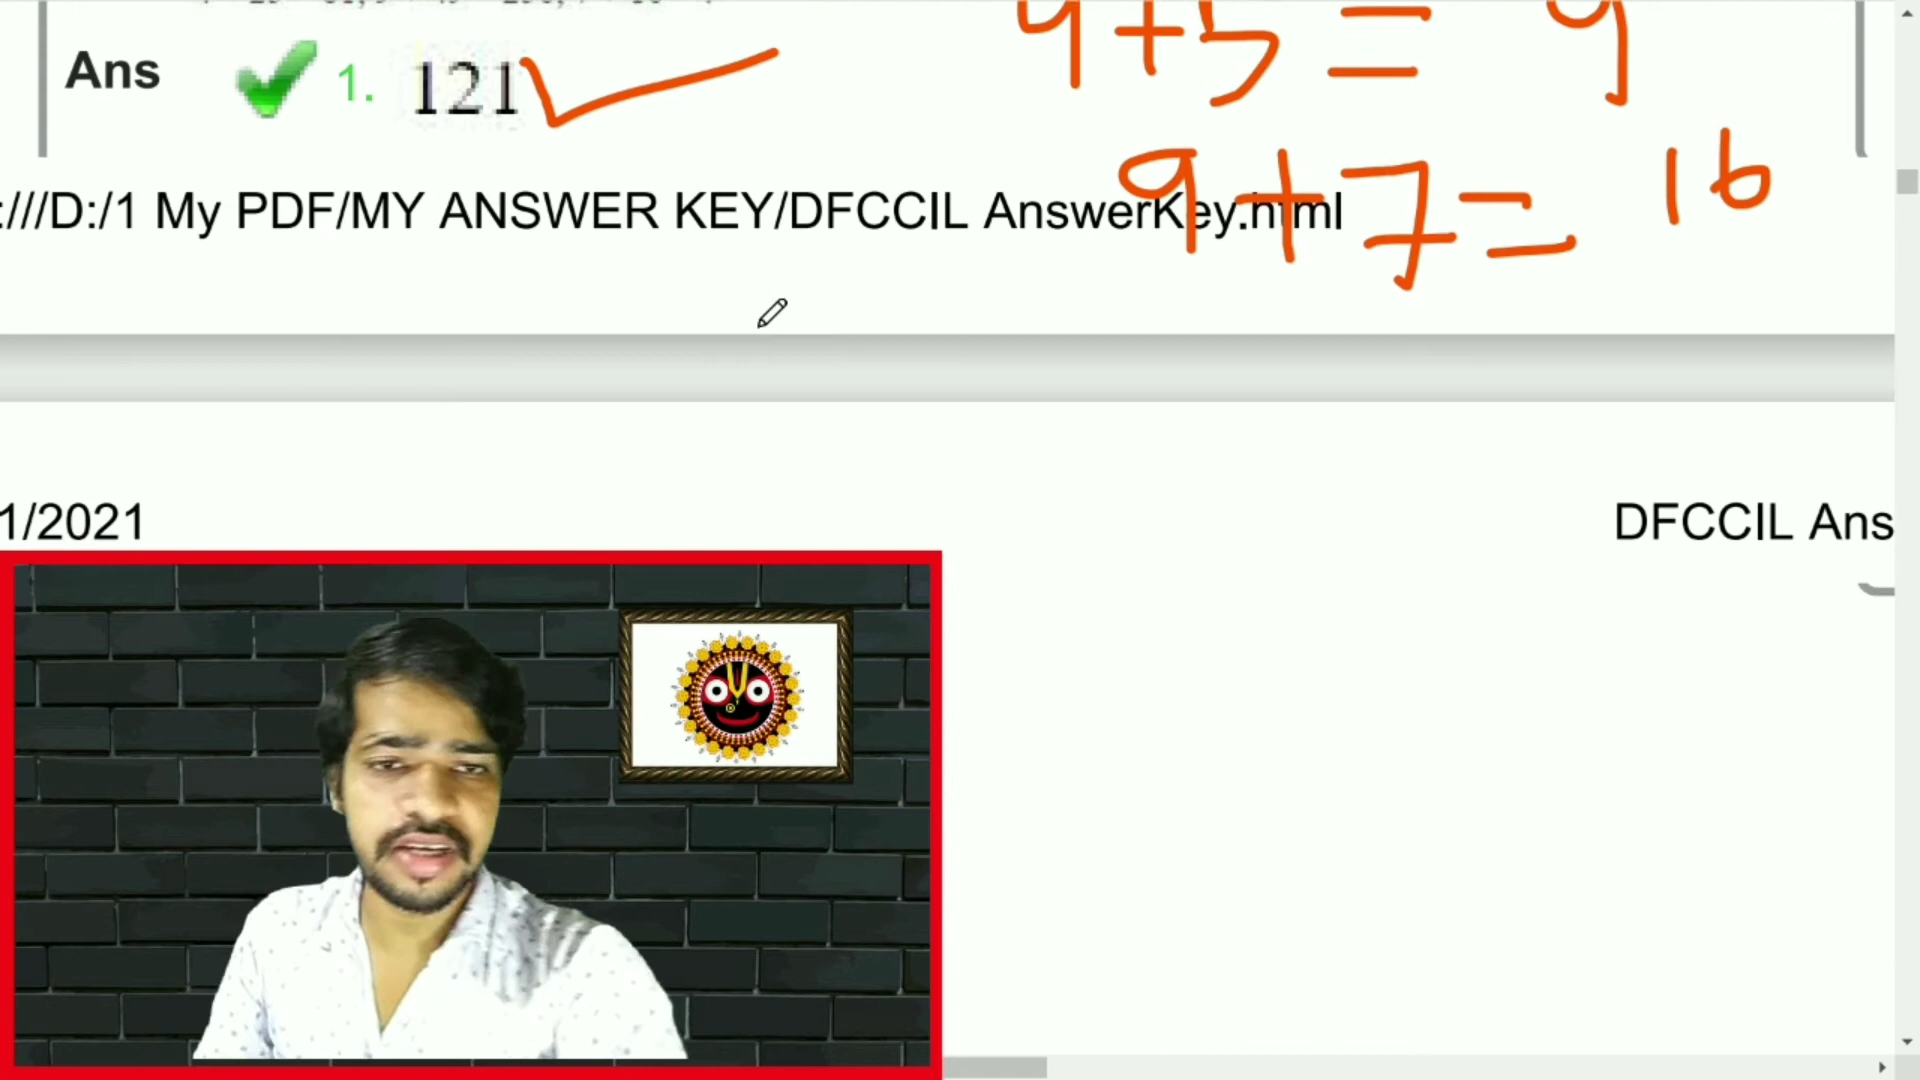 4+5 = 9
Ans 1. 121
9+7= 16
:///D:/1 My PDF/MY ANSWER KEY/DFCCIL AnswerKey.html
1/2021 DFCCIL Ans